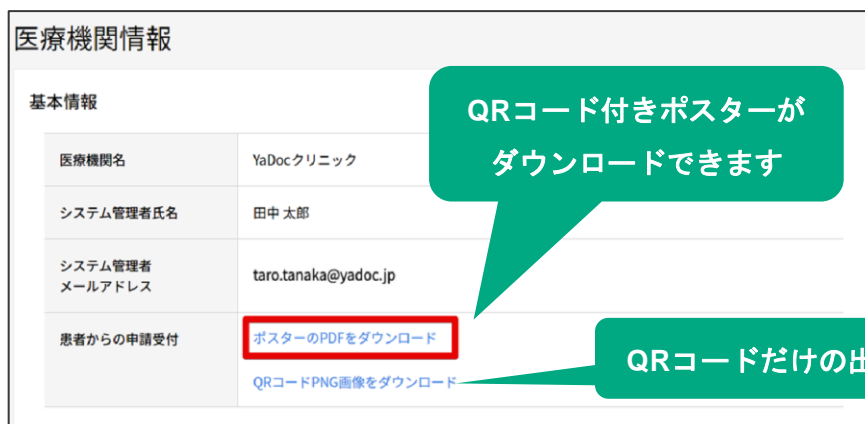 医療機関情報
基本情報
QRコード付きポスターが
ダウンロードできます
医療機関名
YaDocクリニック
システム管理者氏名
田中 太郎
システム管理者
メールアドレス
taro.tanaka@yadoc.jp
患者からの申請受付
ポスターのPDFをダウンロード
QRコードだけの出
QRコードPNG画像をダウンロード